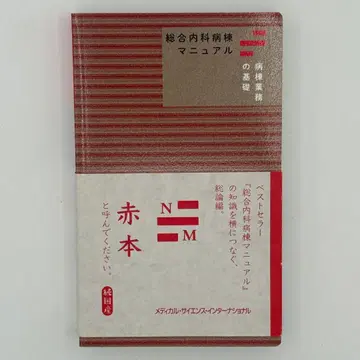 総合内科病棟
マニュアル
病棟業務
の基礎
ベストセラー
『総合内科病棟マニュアル』
の知識を横につなぐ、
総論編。
N
M
赤本
と呼んでください。
純国産
メディカル・サイエンス・インターナショナル